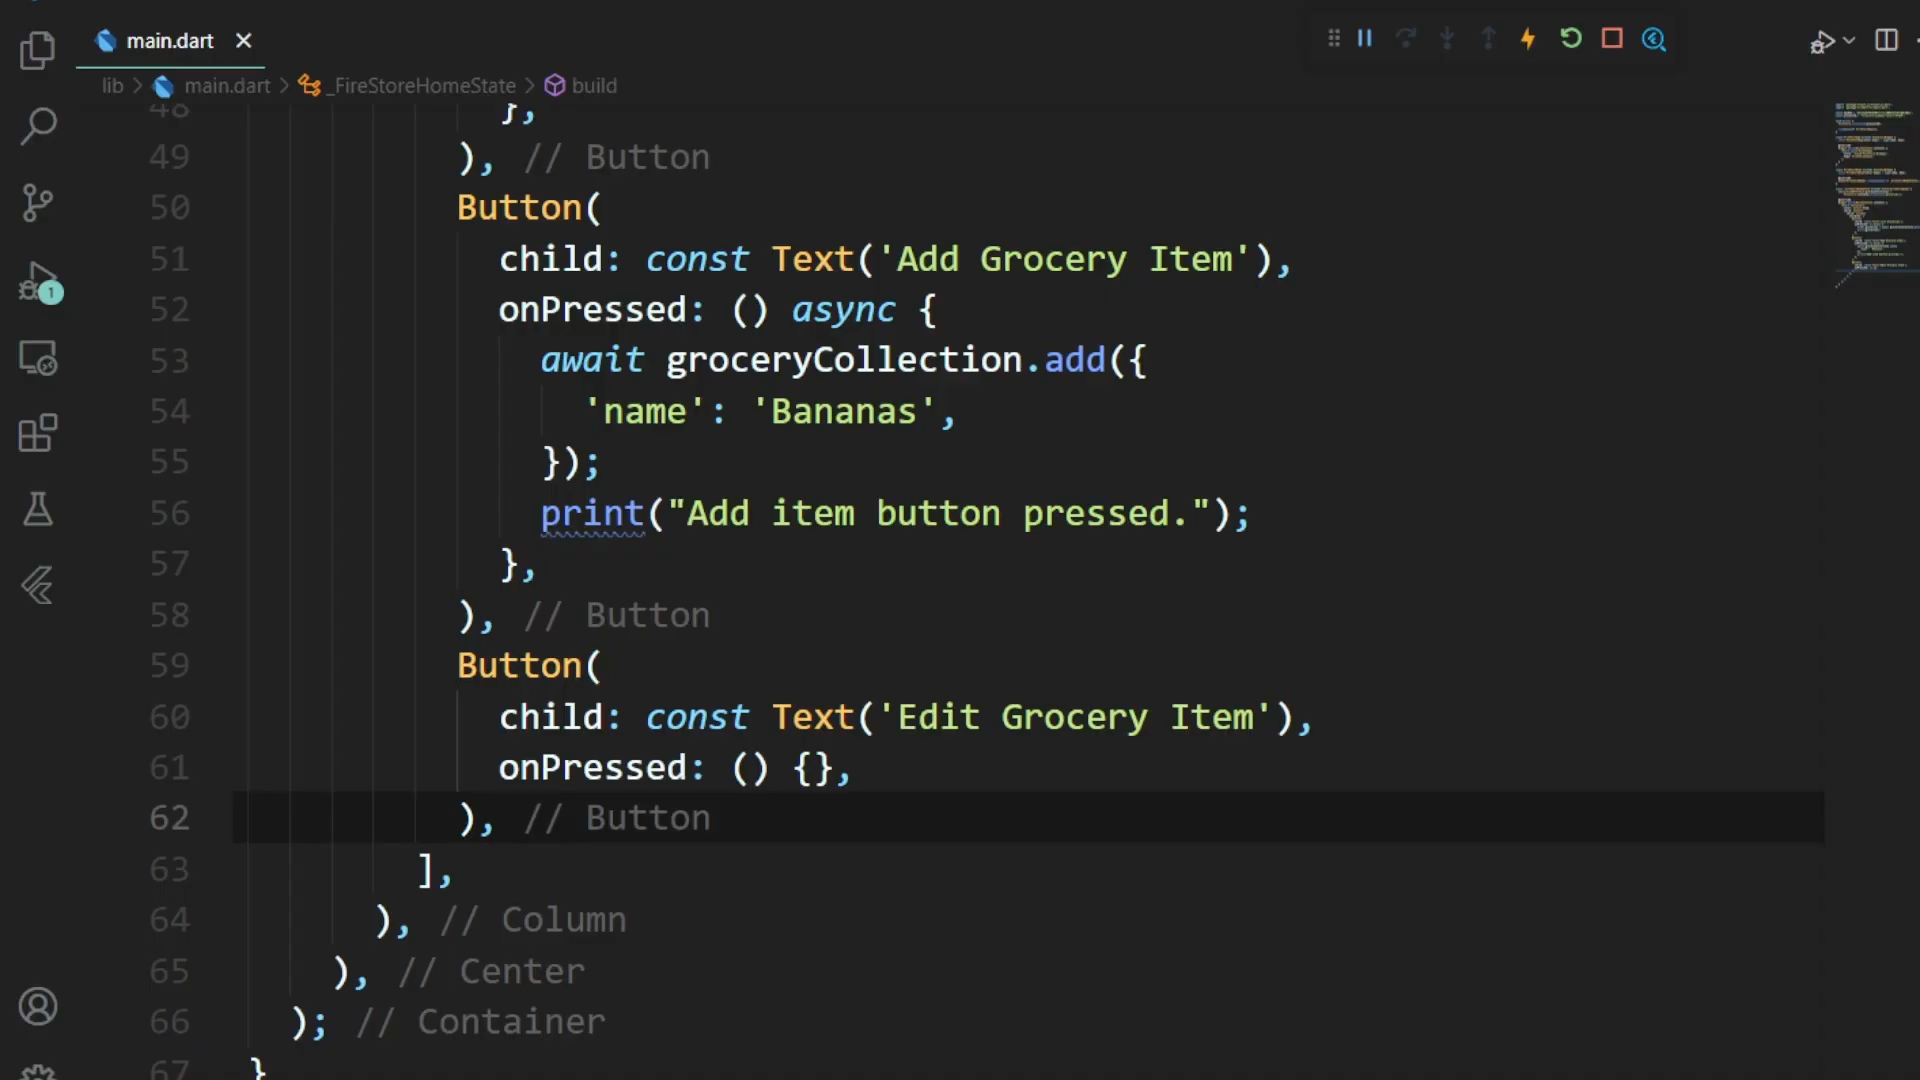 main.dart
lib > main.dart > _FireStoreHomeState > build
48 },
49 ), // Button
50 Button(
51 child: const Text('Add Grocery Item'),
52 onPressed: () async {
53 await groceryCollection.add({
54 'name': 'Bananas',
55 });
56 print("Add item button pressed.");
57 },
58 ), // Button
59 Button(
60 child: const Text('Edit Grocery Item'),
61 onPressed: () {},
62 ), // Button
63 ],
64 ), // Column
65 ), // Center
66 ); // Container
67 }
1